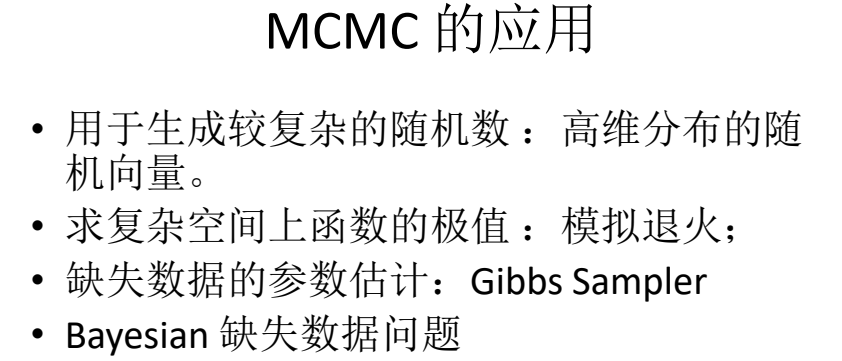 MCMC 的应用
• 用于生成较复杂的随机数：高维分布的随
机向量。
• 求复杂空间上函数的极值：模拟退火；
• 缺失数据的参数估计：Gibbs Sampler
• Bayesian 缺失数据问题